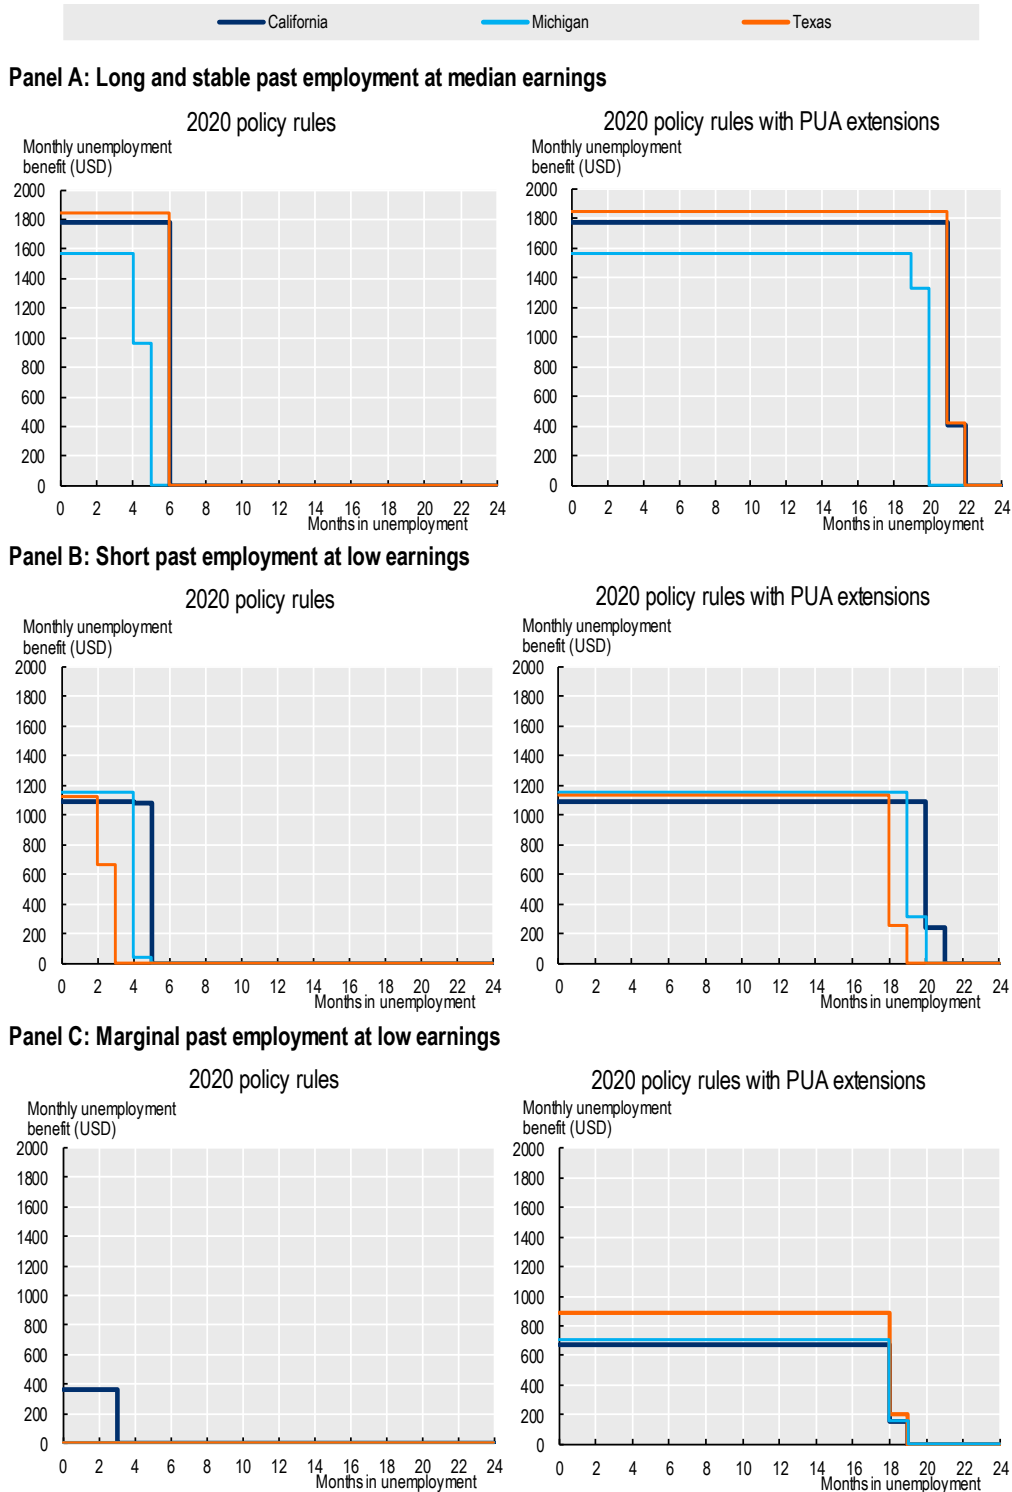 California Michigan Texas
Panel A: Long and stable past employment at median earnings
2020 policy rules
Monthly unemployment
benefit (USD)
2000
1800
1600
1400
1200
1000
800
600
400
200
0
0 2 4 6 8 10 12 14 16 18 20 22 24
Months in unemployment
2020 policy rules with PUA extensions
Monthly unemployment
benefit (USD)
2000
1800
1600
1400
1200
1000
800
600
400
200
0
0 2 4 6 8 10 12 14 16 18 20 22 24
Months in unemployment
Panel B: Short past employment at low earnings
2020 policy rules
Monthly unemployment
benefit (USD)
2000
1800
1600
1400
1200
1000
800
600
400
200
0
0 2 4 6 8 10 12 14 16 18 20 22 24
Months in unemployment
2020 policy rules with PUA extensions
Monthly unemployment
benefit (USD)
2000
1800
1600
1400
1200
1000
800
600
400
200
0
0 2 4 6 8 10 12 14 16 18 20 22 24
Months in unemployment
Panel C: Marginal past employment at low earnings
2020 policy rules
Monthly unemployment
benefit (USD)
2000
1800
1600
1400
1200
1000
800
600
400
200
0
0 2 4 6 8 10 12 14 16 18 20 22 24
Months in unemployment
2020 policy rules with PUA extensions
Monthly unemployment
benefit (USD)
2000
1800
1600
1400
1200
1000
800
600
400
200
0
0 2 4 6 8 10 12 14 16 18 20 22 24
Months in unemployment